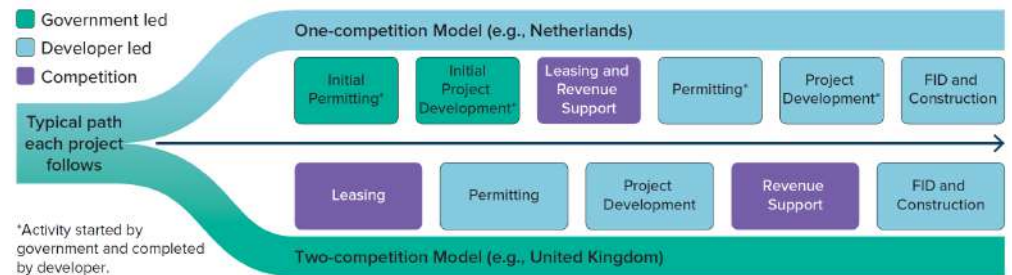 Government led
Developer led
Competition
Typical path
each project
follows
*Activity started by
government and completed
by developer.
One-competition Model (e.g., Netherlands)
Initial
Permitting*
Initial
Project
Development*
Leasing and
Revenue
Support
Permitting*
Project
Development*
FID and
Construction
Leasing
Permitting
Project
Development
Revenue
Support
FID and
Construction
Two-competition Model (e.g., United Kingdom)